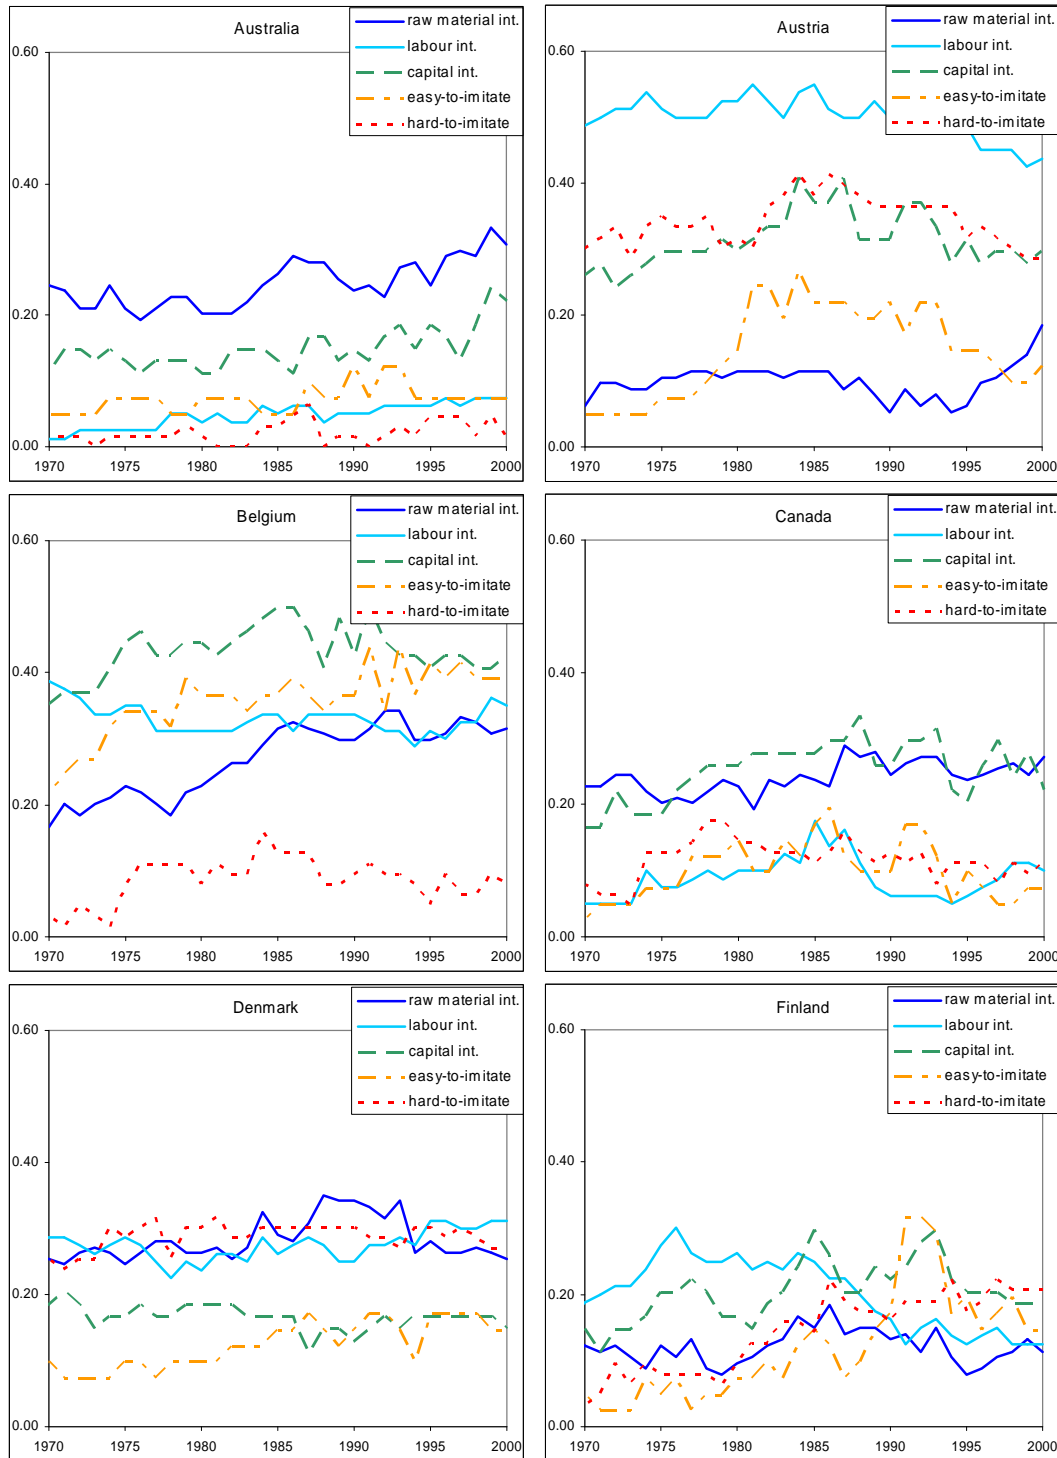 Australia
raw material int.
labour int.
capital int.
easy-to-imitate
hard-to-imitate
0.60
0.40
0.20
0.00
1970 1975 1980 1985 1990 1995 2000
Austria
raw material int.
labour int.
capital int.
easy-to-imitate
hard-to-imitate
0.60
0.40
0.20
0.00
1970 1975 1980 1985 1990 1995 2000
Belgium
raw material int.
labour int.
capital int.
easy-to-imitate
hard-to-imitate
0.60
0.40
0.20
0.00
1970 1975 1980 1985 1990 1995 2000
Canada
raw material int.
labour int.
capital int.
easy-to-imitate
hard-to-imitate
0.60
0.40
0.20
0.00
1970 1975 1980 1985 1990 1995 2000
Denmark
raw material int.
labour int.
capital int.
easy-to-imitate
hard-to-imitate
0.60
0.40
0.20
0.00
1970 1975 1980 1985 1990 1995 2000
Finland
raw material int.
labour int.
capital int.
easy-to-imitate
hard-to-imitate
0.60
0.40
0.20
0.00
1970 1975 1980 1985 1990 1995 2000